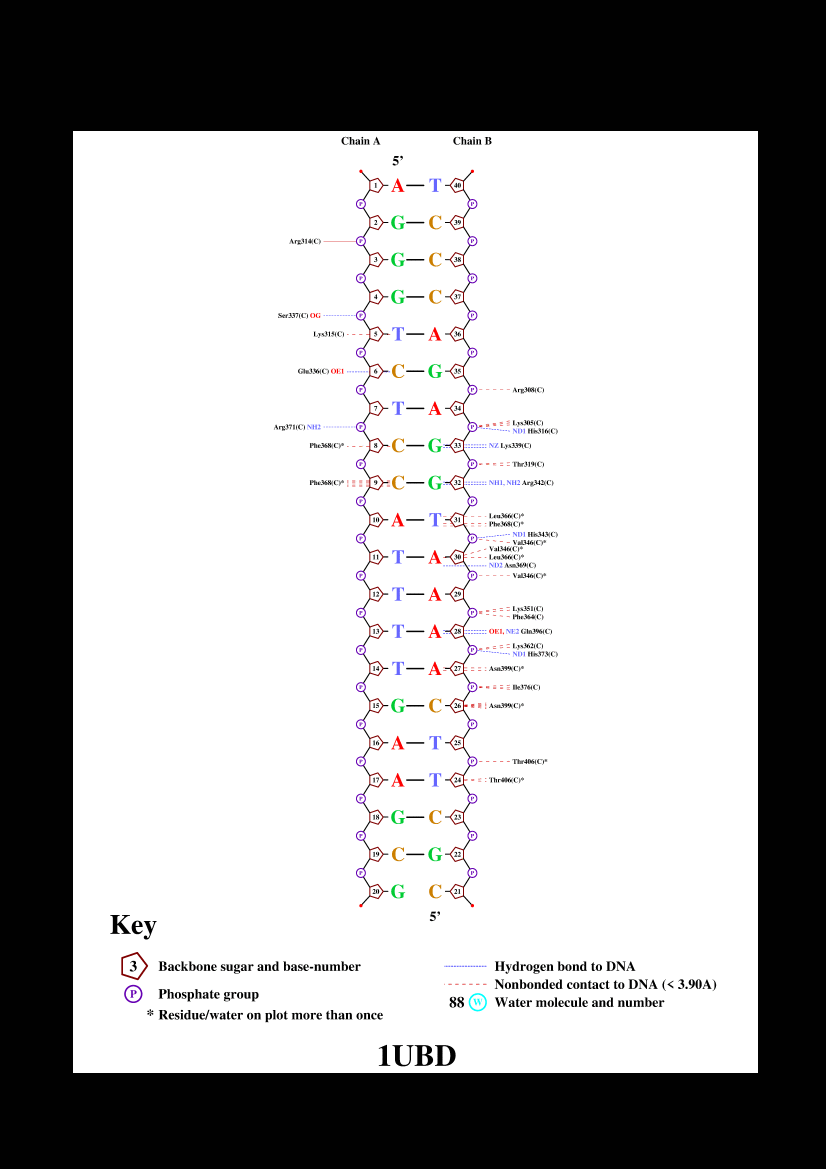 Chain A Chain B
5’
1 A T 40
P P
2 G C 39
Arg314(C) P P
3 G C 38
P P
4 G C 37
Ser337(C) OG P P
Lys315(C) 5 T A 36
P P
Glu336(C) OE1 6 C G 35
P P Arg308(C)
7 T A 34
Lys305(C)
Arg371(C) NH2 P P
ND1 His316(C)
Phe368(C)* 8 C G 33 NZ Lys339(C)
P P Thr319(C)
Phe368(C)* 9 C G 32 NH1, NH2 Arg342(C)
P P
Leu366(C)*
10 A T 31
Phe368(C)*
ND1 His343(C)
P P
Val346(C)*
Val346(C)*
11 T A 30 Leu366(C)*
ND2 Asn369(C)
P P Val346(C)*
12 T A 29
Lys351(C)
P P
Phe364(C)
13 T A 28 OE1, NE2 Gln396(C)
Lys362(C)
P P
ND1 His373(C)
14 T A 27 Asn399(C)*
P P Ile376(C)
15 G C 26 Asn399(C)*
P P
16 A T 25
P P Thr406(C)*
17 A T 24 Thr406(C)*
P P
18 G C 23
P P
19 C G 22
P P
20 G C 21
5’
Key
3 Backbone sugar and base-number
P Phosphate group
* Residue/water on plot more than once
Hydrogen bond to DNA
Nonbonded contact to DNA (< 3.90A)
88 W Water molecule and number
1UBD